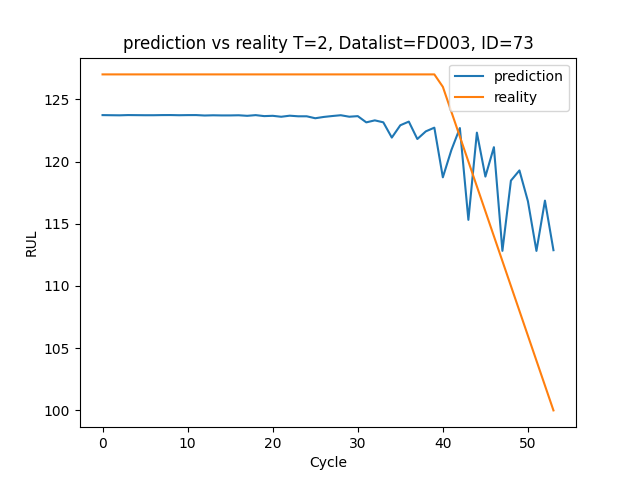 prediction vs reality T=2, Datalist=FD003, ID=73
prediction
reality
125
120
115
110
105
100
RUL
0 10 20 30 40 50
Cycle